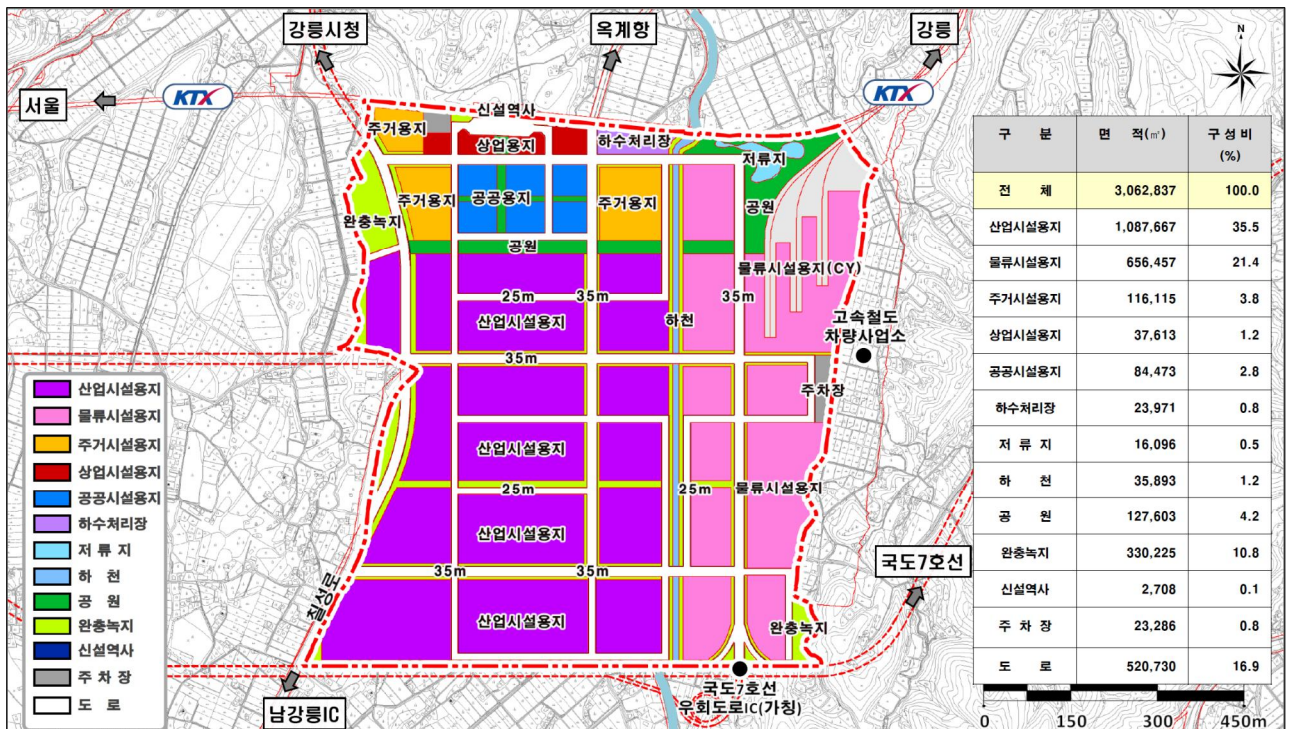 강릉시청
옥계항
강릉
N
서울
KTX
KTX
신설역사
주거용지
상업용지
하수처리장
저류지
주거용지
공공용지
주거용지
완충녹지
공원
공원
물류시설용지(CY)
25m
35m
35m
산업시설용지
하천
고속철도
차량사업소
35m
주차장
산업시설용지
25m
25m
물류시설용지
산업시설용지
국도7호선
35m
35m
칠성로
산업시설용지
완충녹지
남강릉IC
국도7호선
우회도로IC(가칭)
산업시설용지
물류시설용지
주거시설용지
상업시설용지
공공시설용지
하수처리장
저 류 지
하 천
공 원
완충녹지
신설역사
주 차 장
도 로
구 분 면 적(㎡) 구성비
(%)
전 체 3,062,837 100.0
산업시설용지 1,087,667 35.5
물류시설용지 656,457 21.4
주거시설용지 116,115 3.8
상업시설용지 37,613 1.2
공공시설용지 84,473 2.8
하수처리장 23,971 0.8
저 류 지 16,096 0.5
하 천 35,893 1.2
공 원 127,603 4.2
완충녹지 330,225 10.8
신설역사 2,708 0.1
주 차 장 23,286 0.8
도 로 520,730 16.9
0 150 300 450m